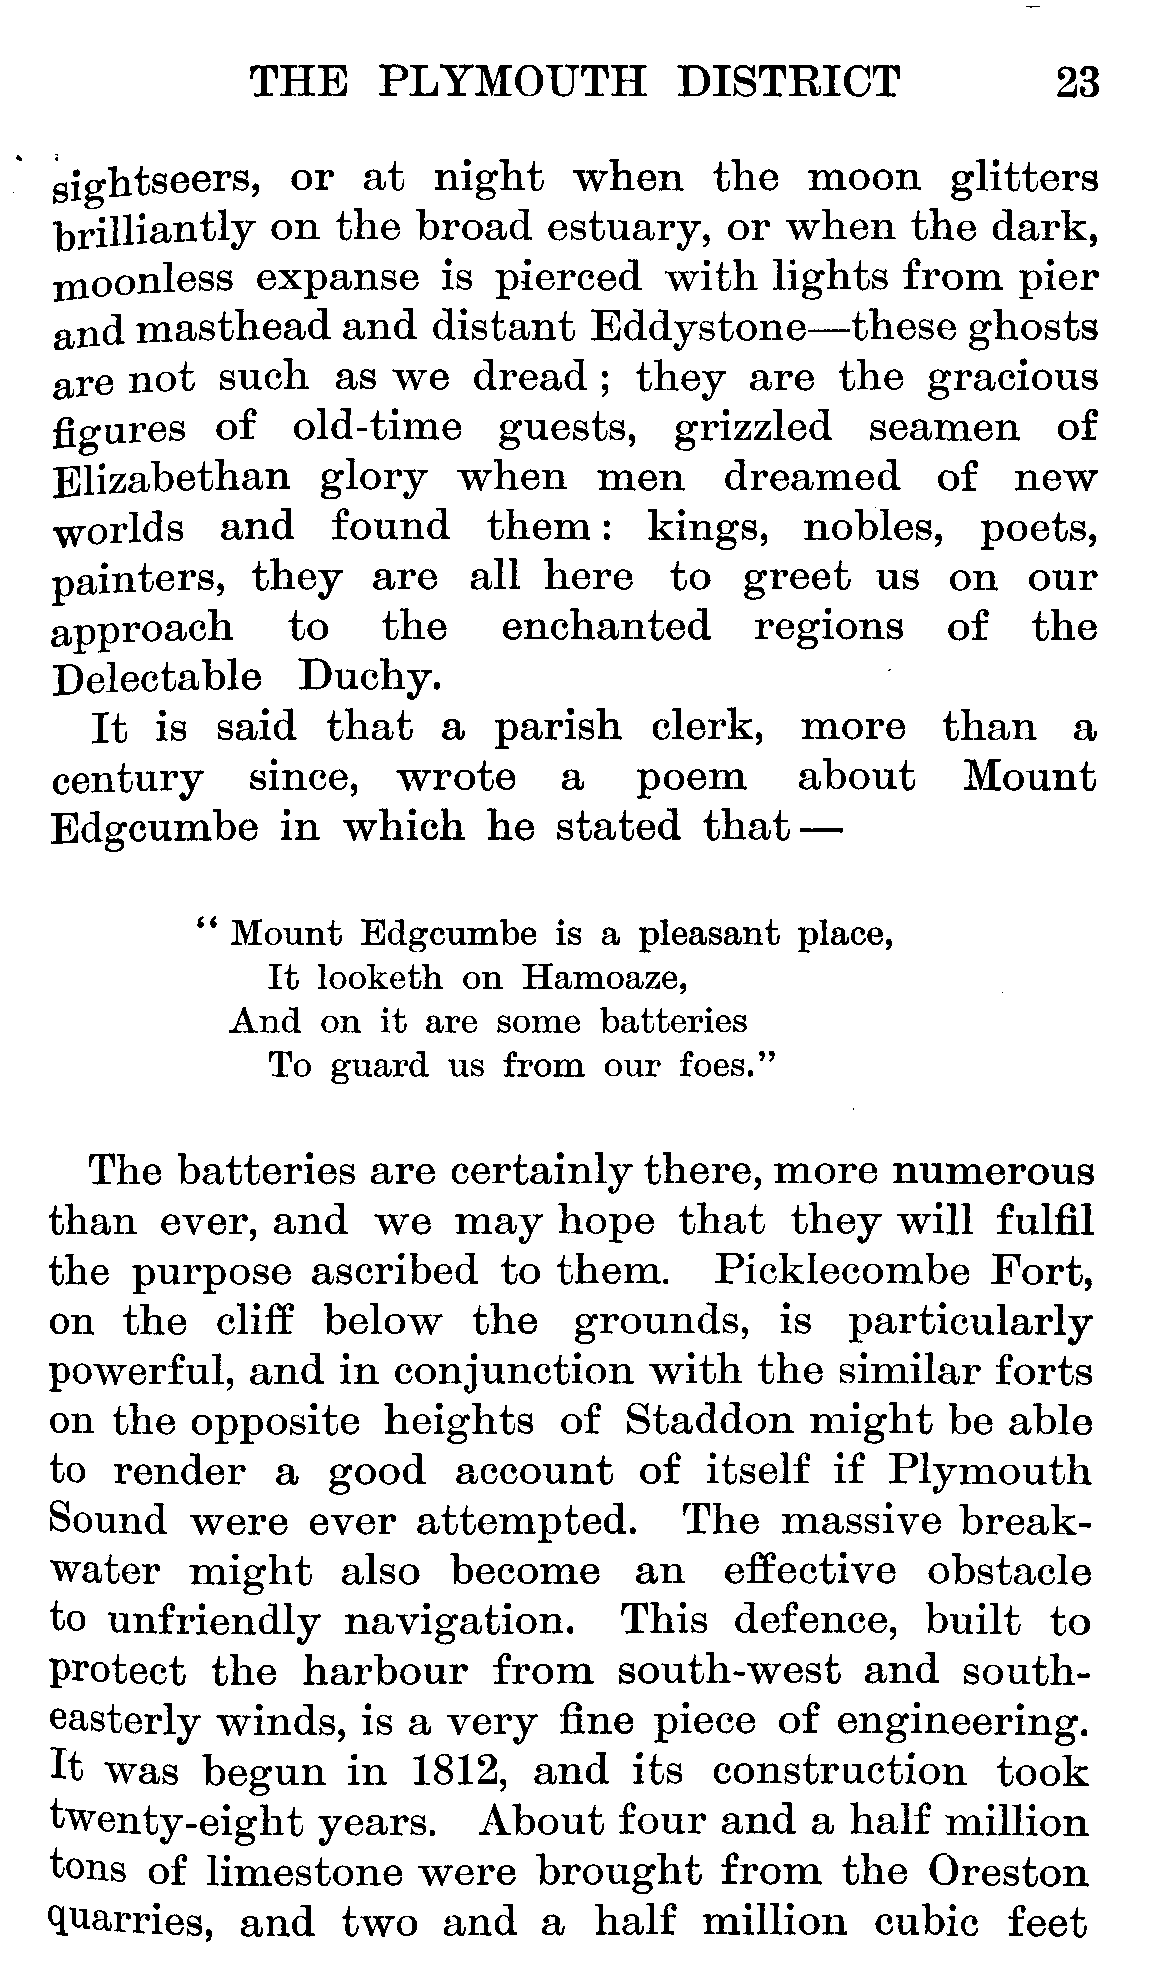 THE PLYMOUTH DISTRICT 23
sightseers, or at night when the moon glitters
brilliantly on the broad estuary, or when the dark,
moonless expanse is pierced with lights from pier
and masthead and distant Eddystone—these ghosts
are not such as we dread ; they are the gracious
figures of old-time guests, grizzled seamen of
Elizabethan glory when men dreamed of new
worlds and found them : kings, nobles, poets,
painters, they are all here to greet us on our
approach to the enchanted regions of the
Delectable Duchy.
It is said that a parish clerk, more than a
century since, wrote a poem about Mount
Edgcumbe in which he stated that —
“ Mount Edgcumbe is a pleasant place,
It looketh on Hamoaze,
And on it are some batteries
To guard us from our foes.”
The batteries are certainly there, more numerous
than ever, and we may hope that they will fulfil
the purpose ascribed to them. Picklecombe Fort,
on the cliff below the grounds, is particularly
powerful, and in conjunction with the similar forts
on the opposite heights of Staddon might be able
to render a good account of itself if Plymouth
Sound were ever attempted. The massive break-
water might also become an effective obstacle
to unfriendly navigation. This defence, built to
protect the harbour from south-west and south-
easterly winds, is a very fine piece of engineering.
It was begun in 1812, and its construction took
twenty-eight years. About four and a half million
tons of limestone were brought from the Oreston
quarries, and two and a half million cubic feet